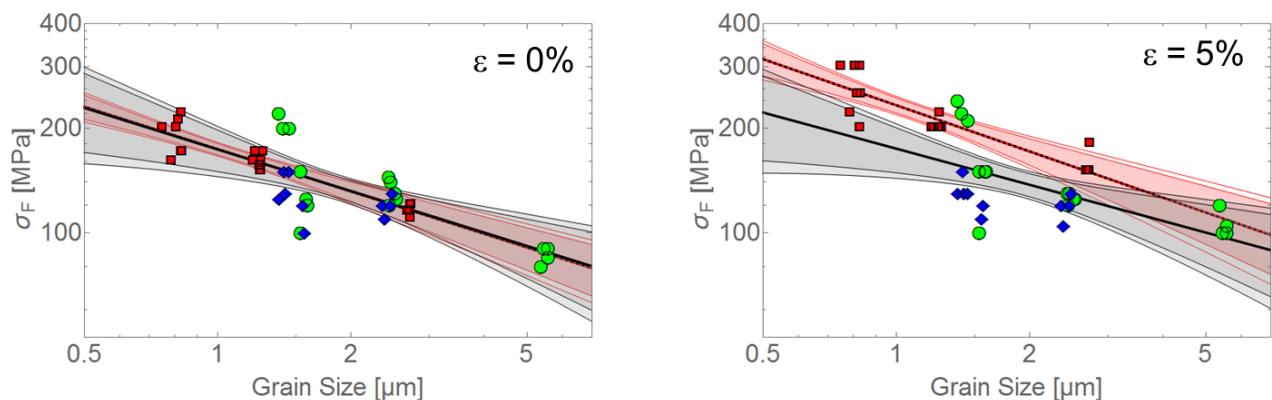 400
300
200
100
σF [MPa]
ε = 0%
0.5 1 2 5
Grain Size [µm]
400
300
200
100
σF [MPa]
ε = 5%
0.5 1 2 5
Grain Size [µm]